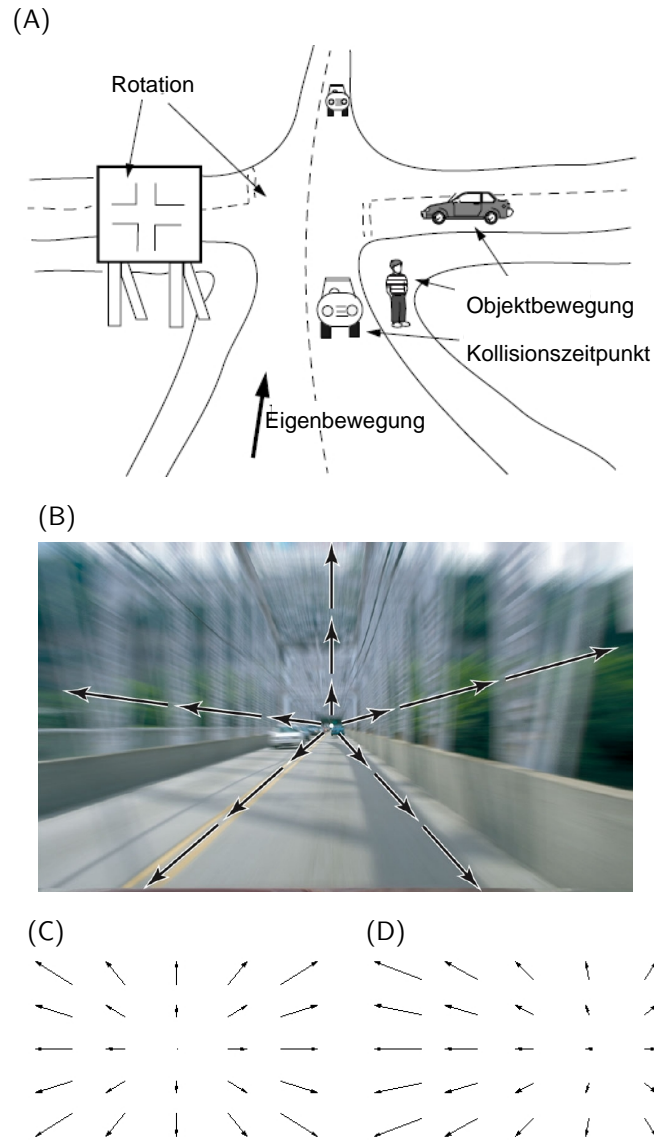 (A)
Rotation
Objektbewegung
Kollisionszeitpunkt
Eigenbewegung
(B)
(C)
(D)